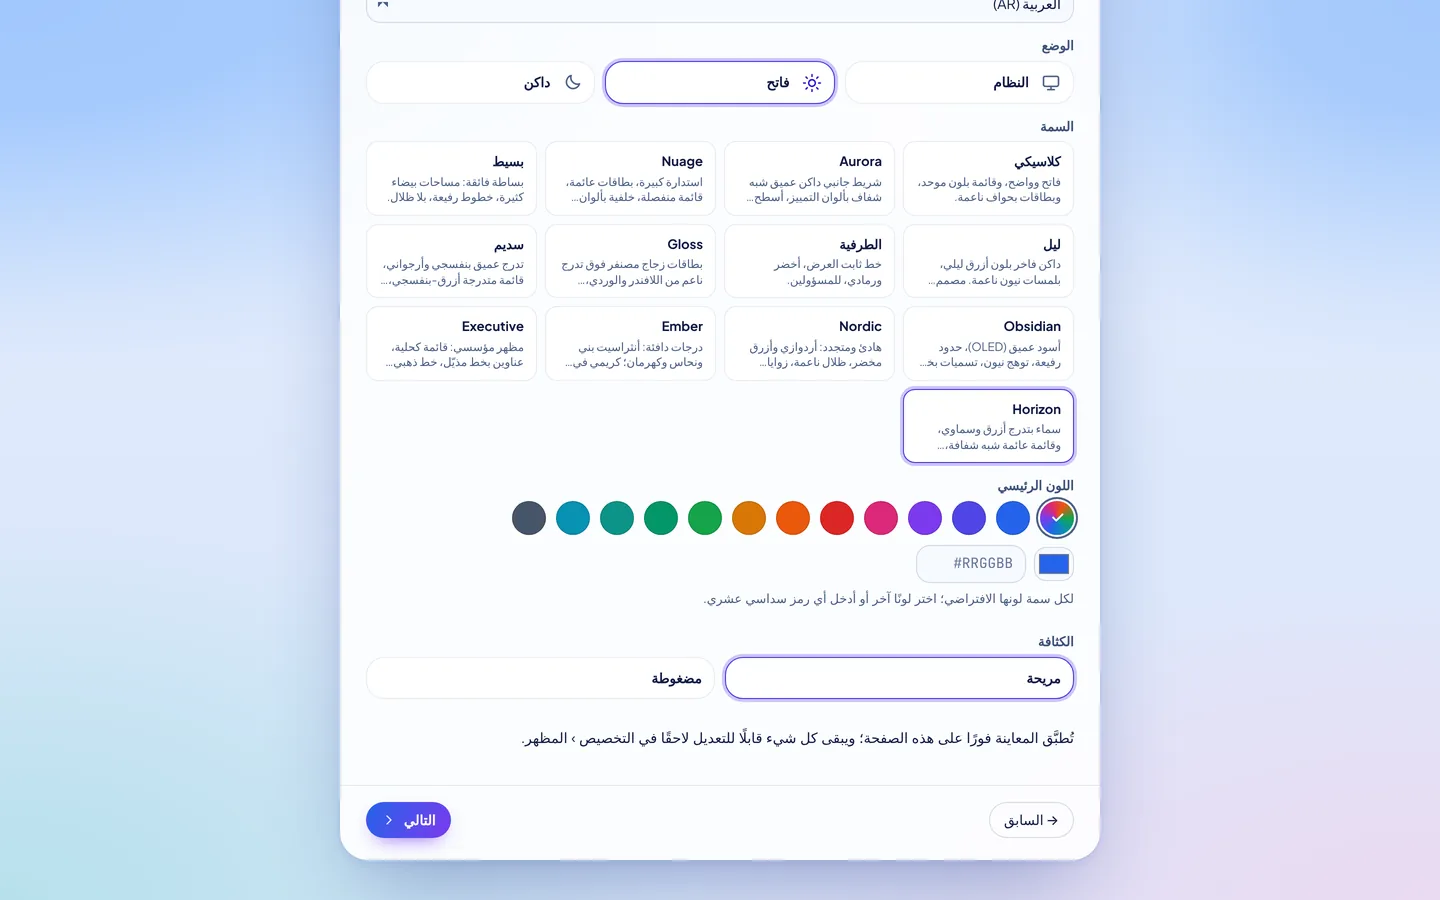 العربية (AR)
الوضع
النظام
فاتح
داكن
السمة
كلاسيكي
فاتح وواضح، وقائمة بلون موحد،
وبطاقات بحواف ناعمة.
Aurora
شريط جانبي داكن عميق شبه
شفاف بألوان التمييز، أسطح...
Nuage
استدارة كبيرة، بطاقات عائمة،
قائمة منفصلة، خلفية بألوان...
بسيط
بساطة فائقة: مساحات بيضاء
كثيرة، خطوط رفيعة، بلا ظلال.
ليل
داكن فاخر بلون أزرق ليلي،
بلمسات نيون ناعمة. مصمم...
الطرفية
خط ثابت العرض، أخضر
ورمادي، للمسؤولين.
Gloss
بطاقات زجاج مصنفر فوق تدرج
ناعم من اللافندر والوردي،...
سديم
تدرج عميق بنفسجي وأرجواني،
قائمة متدرجة أزرق-بنفسجي،...
Obsidian
أسود عميق (OLED)، حدود
رفيعة، توهج نيون، تسميات بخ...
Nordic
هادئ ومتجدد: أردوازي وأزرق
مخضر، ظلال ناعمة، زوايا...
Ember
درجات دافئة: أنثراسيت بني
ونحاس وكهرمان؛ كريمي في...
Executive
مظهر مؤسسي: قائمة كحلية،
عناوين بخط مذيّل، خط ذهبي...
Horizon
سماء بتدرج أزرق وسماوي،
وقائمة عائمة شبه شفافة،...
اللون الرئيسي
#RRGGBB
لكل سمة لونها الافتراضي؛ اختر لونًا آخر أو أدخل أي رمز سداسي عشري.
الكثافة
مريحة
مضغوطة
تُطبَّق المعاينة فورًا على هذه الصفحة؛ ويبقى كل شيء قابلًا للتعديل لاحقًا في التخصيص › المظهر.
→ السابق
التالي